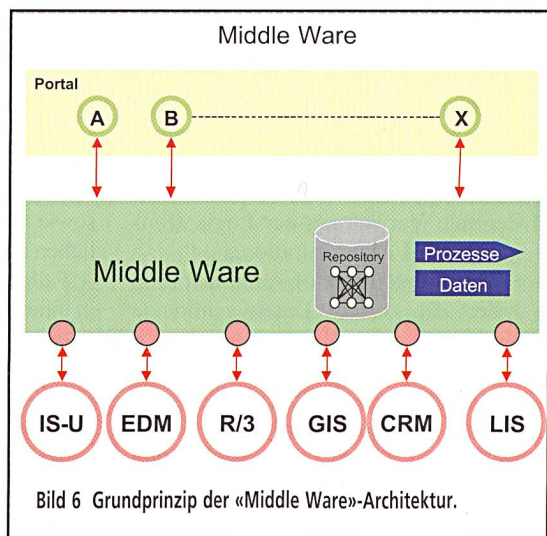 Middle Ware
Portal
A B X
Middle Ware
Repository
Prozesse
Daten
IS-U EDM R/3 GIS CRM LIS
Bild 6 Grundprinzip der «Middle Ware»-Architektur.